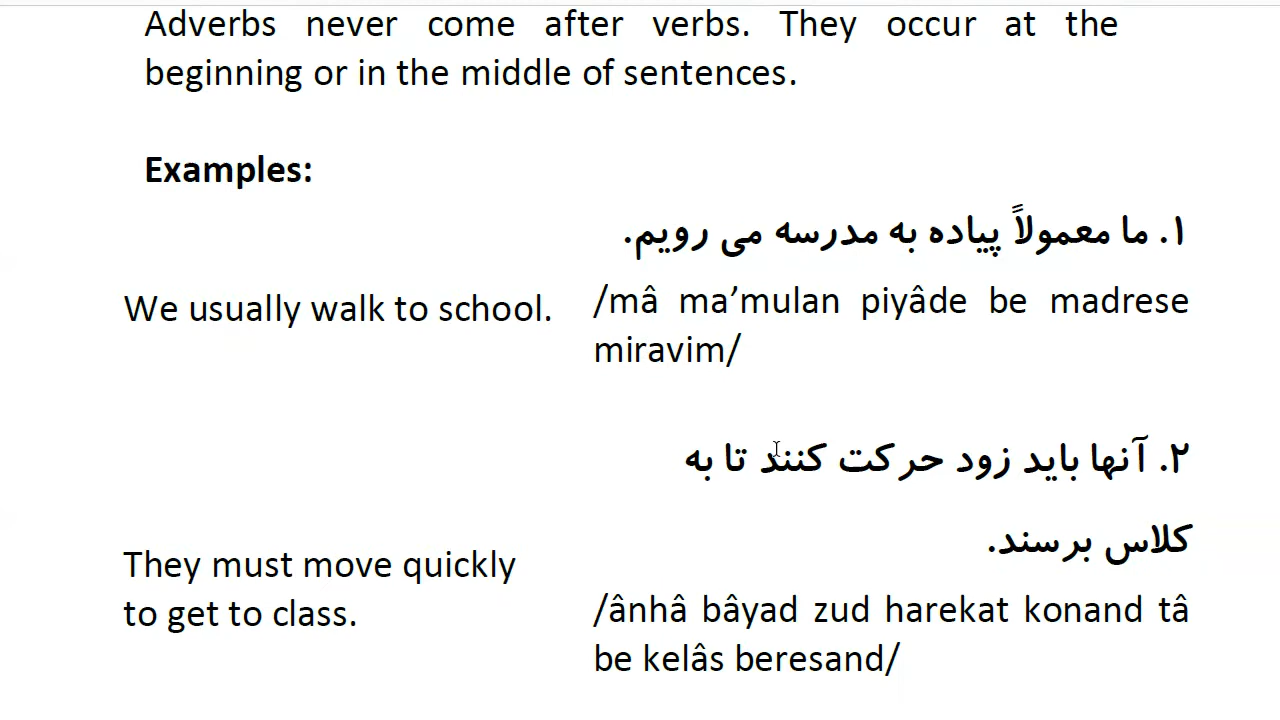 Adverbs never come after verbs. They occur at the
beginning or in the middle of sentences.
Examples:
۱. ما معمولاً پیاده به مدرسه می رویم.
We usually walk to school.
/mâ ma’mulan piyâde be madrese
miravim/
۲. آنها باید زود حرکت کنند تا به
کلاس برسند.
They must move quickly
to get to class.
/ânhâ bâyad zud harekat konand tâ
be kelâs beresand/